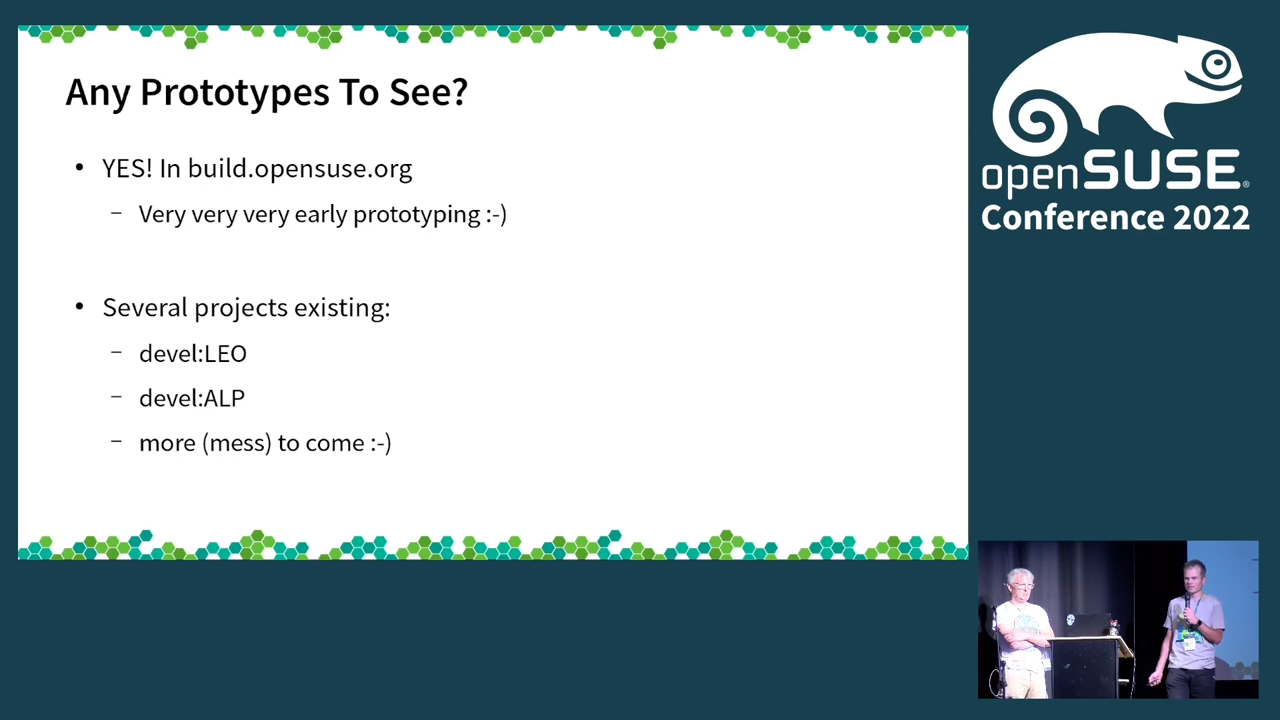 Any Prototypes To See?
• YES! In build.opensuse.org
– Very very very early prototyping :-)
• Several projects existing:
– devel:LEO
– devel:ALP
– more (mess) to come :-)
openSUSE®
Conference 2022